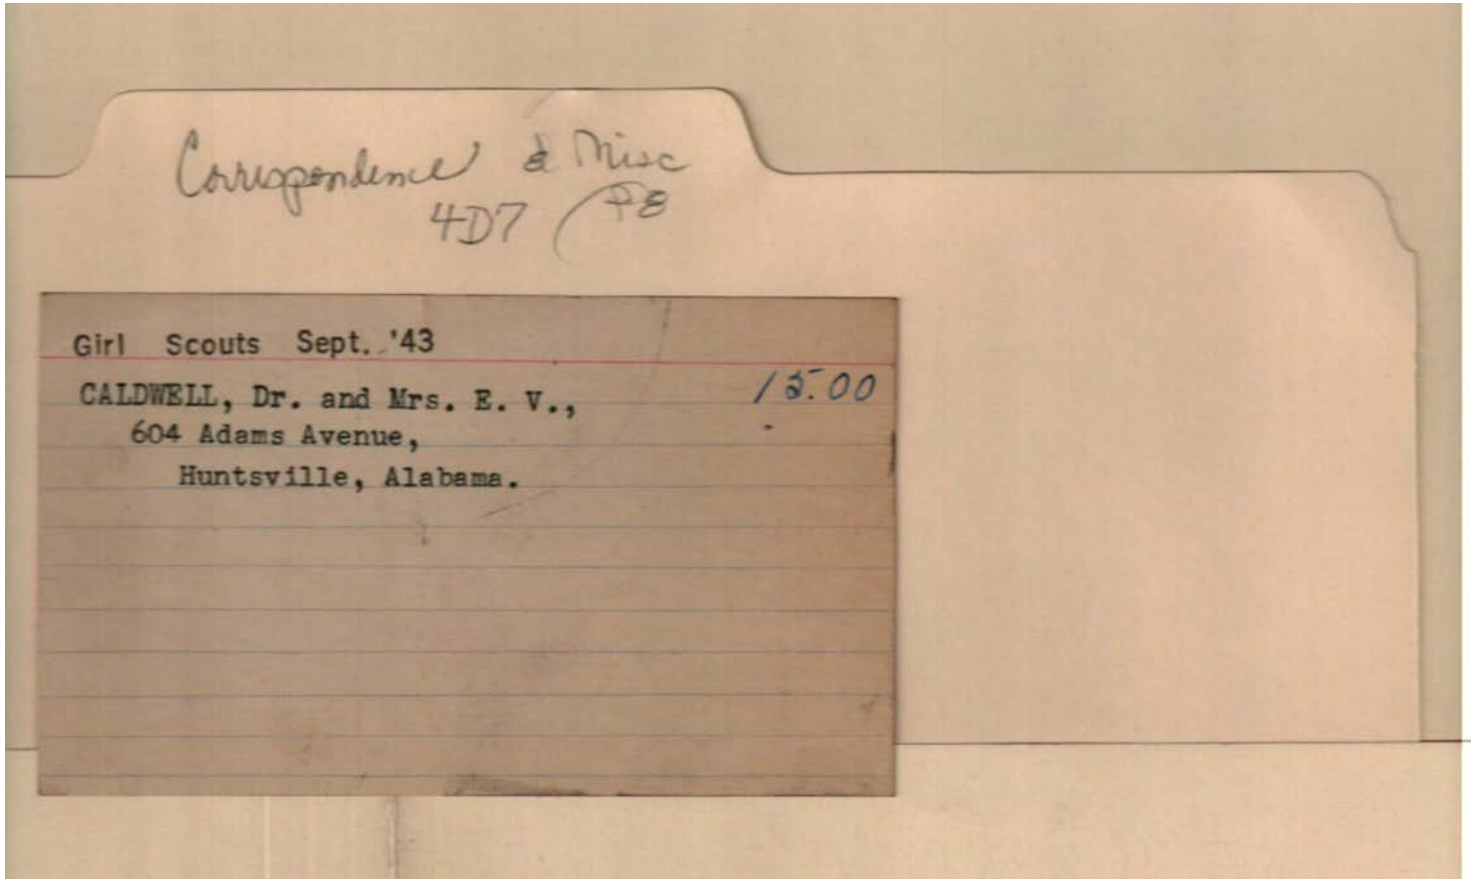 Correspondence & Misc
4D7
Girl Scouts Sept. '43
CALDWELL, Dr. and Mrs. E. V., 15.00
604 Adams Avenue,
Huntsville, Alabama.